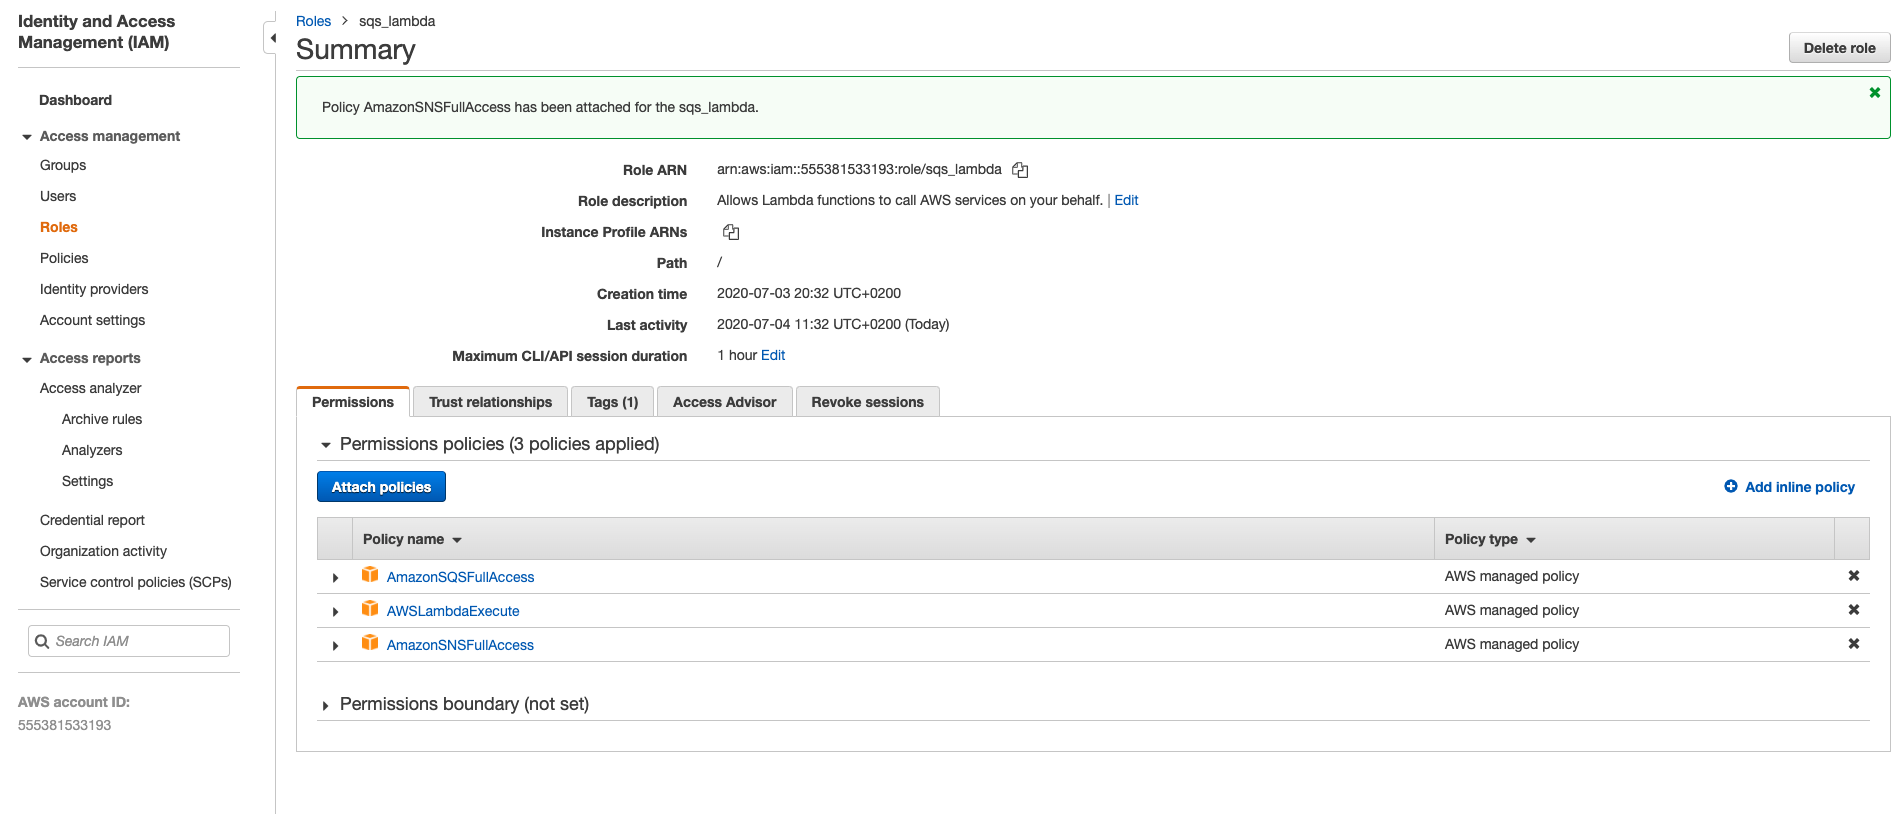 Identity and Access
Management (IAM)
Dashboard
Access management
Groups
Users
Roles
Policies
Identity providers
Account settings
Access reports
Access analyzer
Archive rules
Analyzers
Settings
Credential report
Organization activity
Service control policies (SCPs)
Search IAM
AWS account ID:
555381533193
Roles > sqs_lambda
Summary
Delete role
Policy AmazonSNSFullAccess has been attached for the sqs_lambda.
Role ARN arn:aws:iam::555381533193:role/sqs_lambda
Role description Allows Lambda functions to call AWS services on your behalf. | Edit
Instance Profile ARNs
Path /
Creation time 2020-07-03 20:32 UTC+0200
Last activity 2020-07-04 11:32 UTC+0200 (Today)
Maximum CLI/API session duration 1 hour Edit
Permissions Trust relationships Tags (1) Access Advisor Revoke sessions
Permissions policies (3 policies applied)
Attach policies Add inline policy
Policy name Policy type
AmazonSQSFullAccess AWS managed policy
AWSLambdaExecute AWS managed policy
AmazonSNSFullAccess AWS managed policy
Permissions boundary (not set)